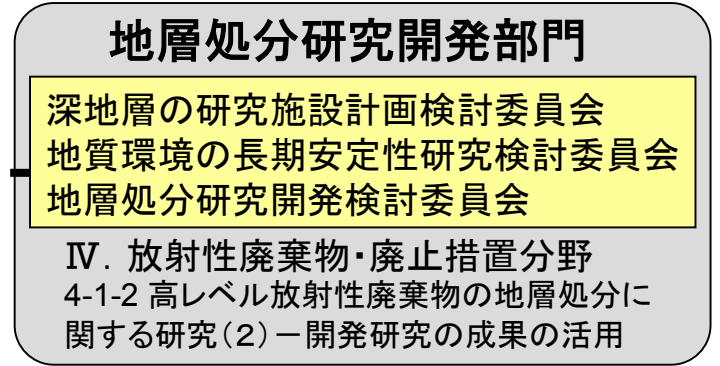 地層処分研究開発部門
深地層の研究施設計画検討委員会
地質環境の長期安定性研究検討委員会
地層処分研究開発検討委員会
Ⅳ．放射性廃棄物・廃止措置分野
4-1-2 高レベル放射性廃棄物の地層処分に
関する研究（２）－開発研究の成果の活用